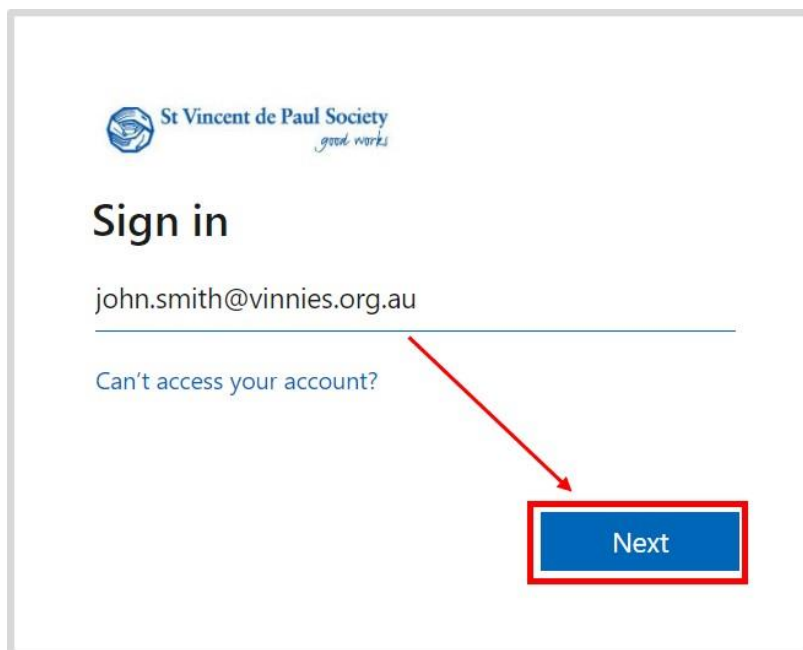 St Vincent de Paul Society
good works
Sign in
john.smith@vinnies.org.au
Can't access your account?
Next